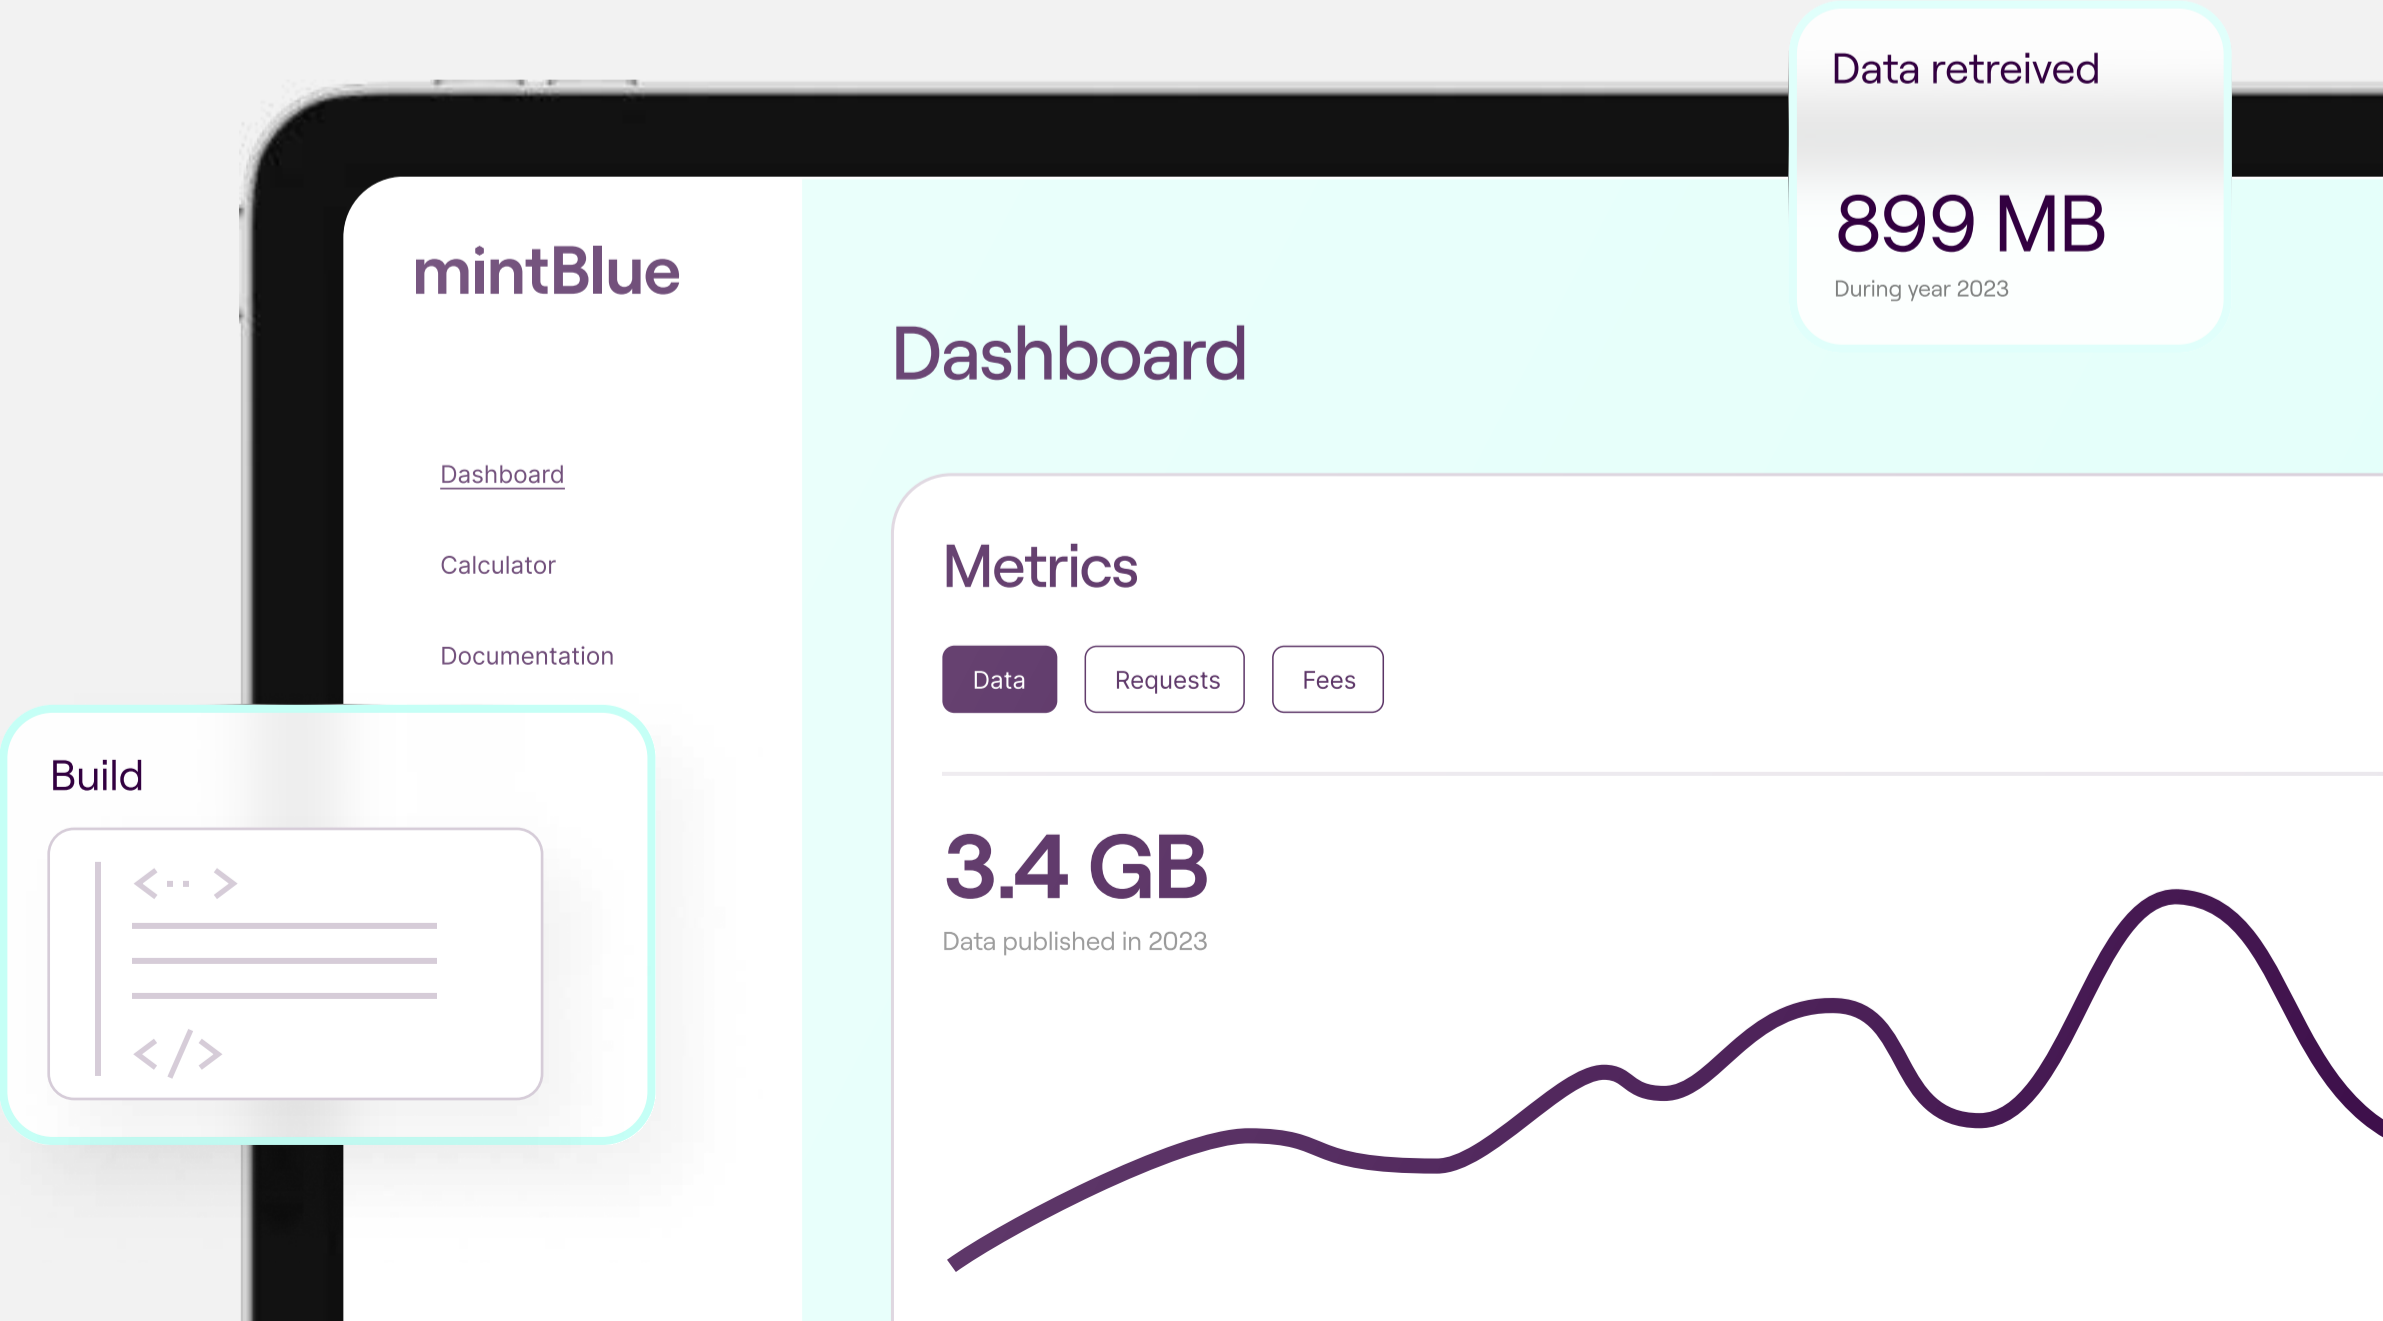 Data retreived
899 MB
During year 2023
mintBlue
Dashboard
Dashboard
Calculator
Documentation
Metrics
Data
Requests
Fees
3.4 GB
Data published in 2023
Build
<·· >
</>